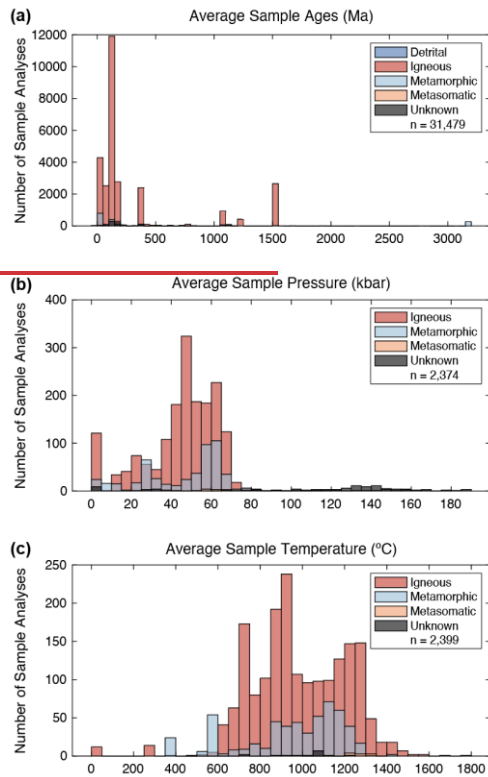 (a)
Average Sample Ages (Ma)
Number of Sample Analyses
12000
10000
8000
6000
4000
2000
0
Detrital
Igneous
Metamorphic
Metasomatic
Unknown
n = 31,479
0 500 1000 1500 2000 2500 3000
(b)
Average Sample Pressure (kbar)
Number of Sample Analyses
400
300
200
100
0
Igneous
Metamorphic
Metasomatic
Unknown
n = 2,374
0 20 40 60 80 100 120 140 160 180
(c)
Average Sample Temperature (ºC)
Number of Sample Analyses
250
200
150
100
50
0
Igneous
Metamorphic
Metasomatic
Unknown
n = 2,399
0 200 400 600 800 1000 1200 1400 1600 1800